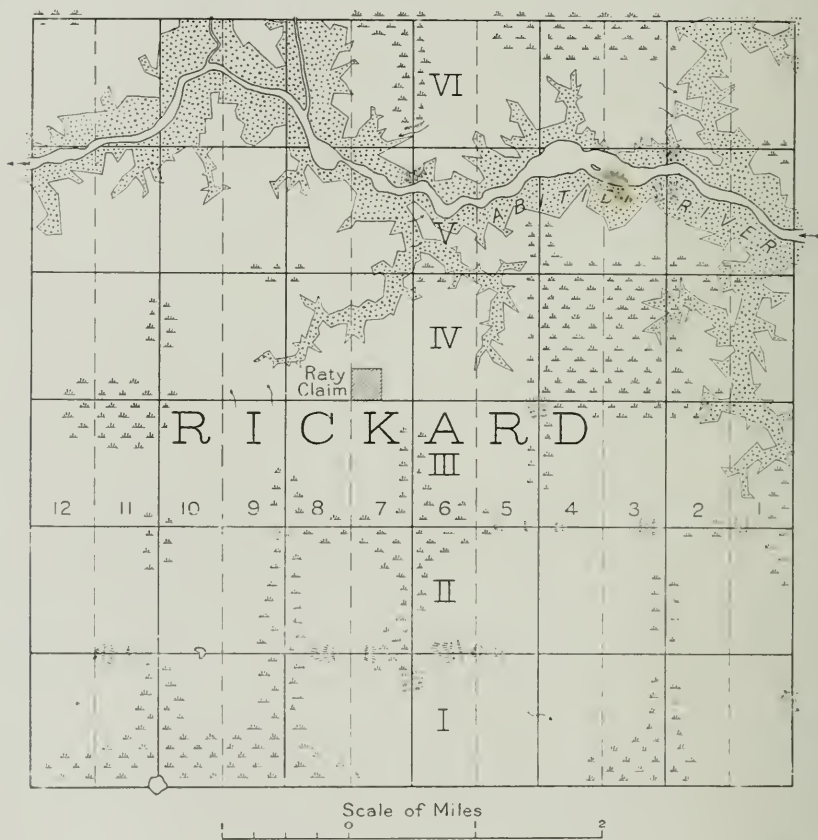 VI
ABITIBI RIVER
V
IV
Raty
Claim
RICKARD
III
12 11 10 9 8 7 6 5 4 3 2 1
II
I
Scale of Miles
1 0 1 2